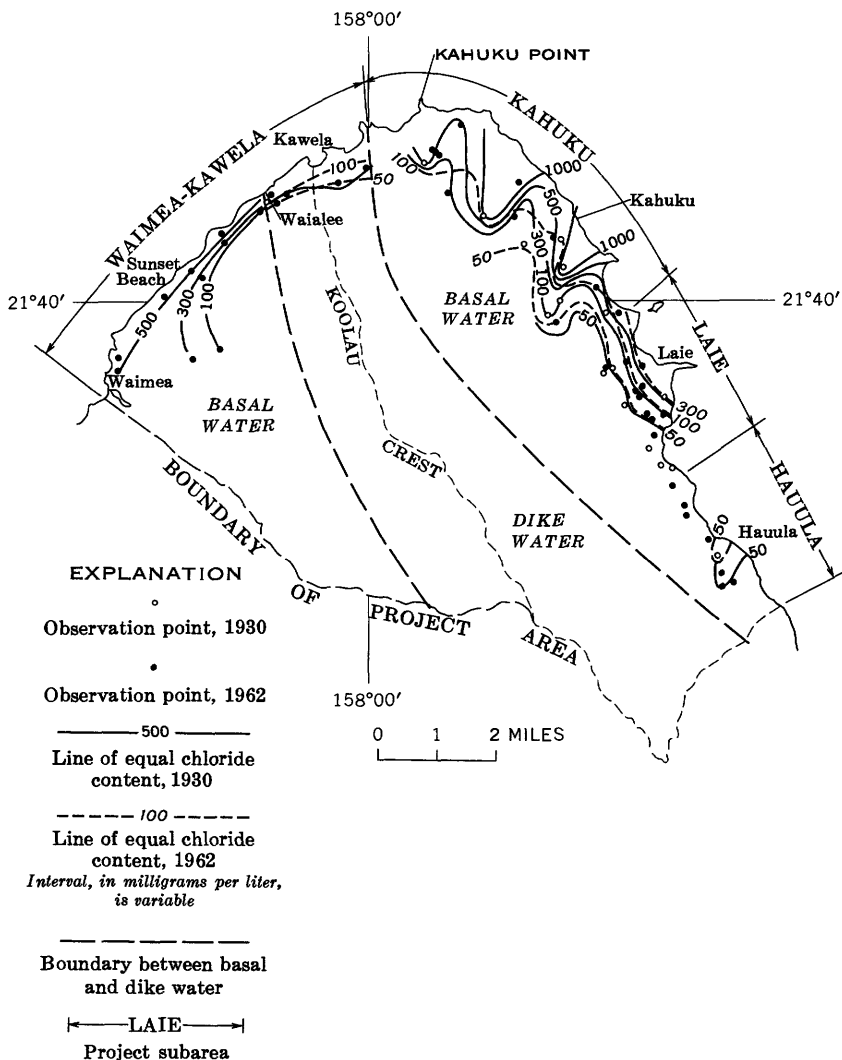 158°00′
KAHUKU POINT
WAIMEA-KAWELA
KAHUKU
Kawela
100
50
100
1000
500
Kahuku
Waialee
Sunset
Beach
21°40′
500
300
100
KOOLAU
50
300
100
1000
BASAL
WATER
50
21°40′
LAIE
Laie
Waimea
BASAL
WATER
300
100
50
CREST
HAUULA
DIKE
WATER
50
Hauula
50
BOUNDARY
OF
PROJECT
AREA
158°00′
0 1 2 MILES
EXPLANATION
Observation point, 1930
Observation point, 1962
500
Line of equal chloride
content, 1930
100
Line of equal chloride
content, 1962
Interval, in milligrams per liter,
is variable
Boundary between basal
and dike water
LAIE
Project subarea